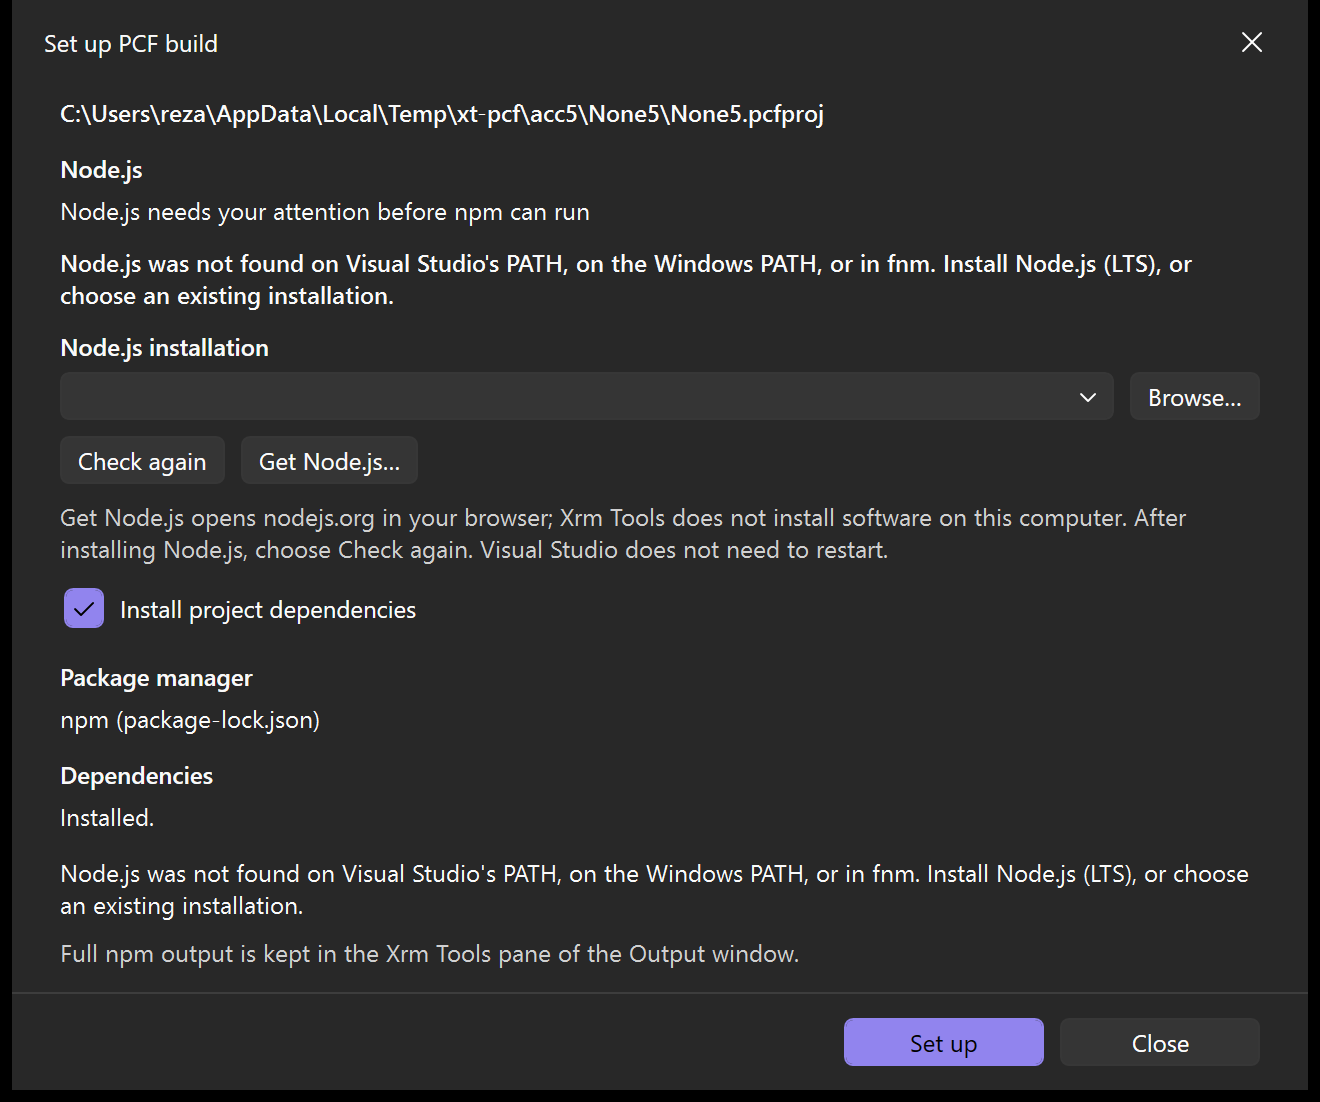 Set up PCF build
C:\Users\reza\AppData\Local\Temp\xt-pcf\acc5\None5\None5.pcfproj
Node.js
Node.js needs your attention before npm can run
Node.js was not found on Visual Studio's PATH, on the Windows PATH, or in fnm. Install Node.js (LTS), or
choose an existing installation.
Node.js installation
Browse...
Check again
Get Node.js...
Get Node.js opens nodejs.org in your browser; Xrm Tools does not install software on this computer. After
installing Node.js, choose Check again. Visual Studio does not need to restart.
Install project dependencies
Package manager
npm (package-lock.json)
Dependencies
Installed.
Node.js was not found on Visual Studio's PATH, on the Windows PATH, or in fnm. Install Node.js (LTS), or choose
an existing installation.
Full npm output is kept in the Xrm Tools pane of the Output window.
Set up
Close